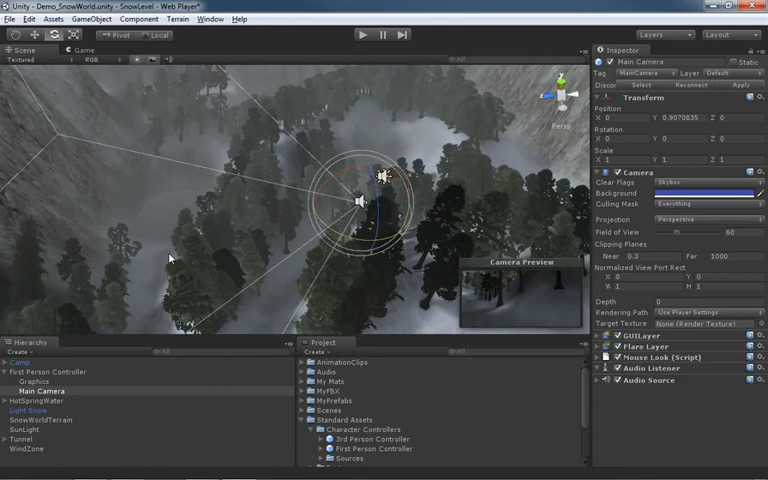 Unity - Demo_SnowWorld.unity - SnowLevel - Web Player*
File Edit Assets GameObject Component Terrain Window Help
Pivot Local Layers Layout
Scene Game
Textured RGB All
y
z
Persp
Camera Preview
Inspector
Main Camera Static
Tag MainCamera Layer Default
Discor Select Reconnect Apply
Transform
Position
X 0 Y 0.9070835 Z 0
Rotation
X 0 Y 0 Z 0
Scale
X 1 Y 1 Z 1
Camera
Clear Flags Skybox
Background
Culling Mask Everything
Projection Perspective
Field of View 60
Clipping Planes
Near 0.3 Far 1000
Normalized View Port Rect
X 0 Y 0
W 1 H 1
Depth 0
Rendering Path Use Player Settings
Target Texture None (Render Texture)
GUILayer
Flare Layer
Mouse Look (Script)
Audio Listener
Audio Source
Hierarchy
Create All
Camp
First Person Controller
Graphics
Main Camera
HotSpringWater
Light Snow
SnowWorldTerrain
SunLight
Tunnel
WindZone
Project
Create All
AnimationClips
Audio
My Mats
MyFBX
MyPrefabs
Scenes
Standard Assets
Character Controllers
3rd Person Controller
First Person Controller
Sources